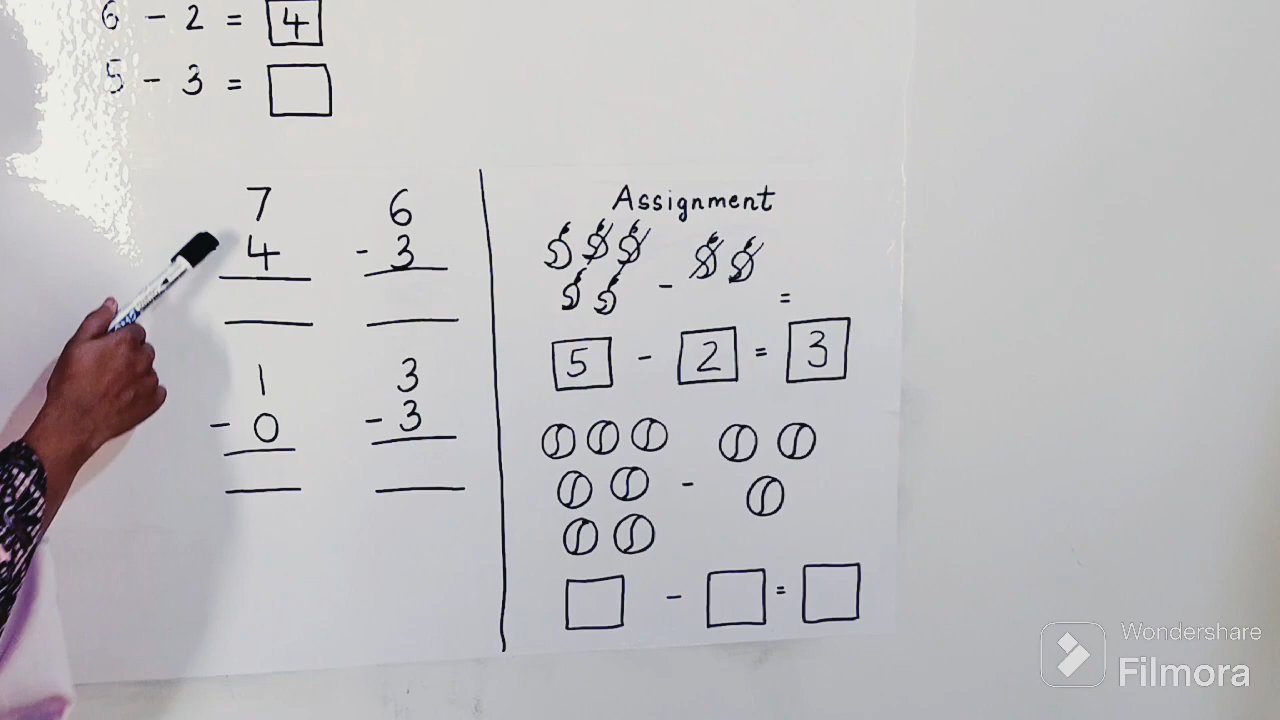 6 - 2 = 4
5 - 3 =
7
4
6
- 3
1
- 0
3
- 3
Assignment
- =
5 - 2 = 3
-
- =
Wondershare
Filmora